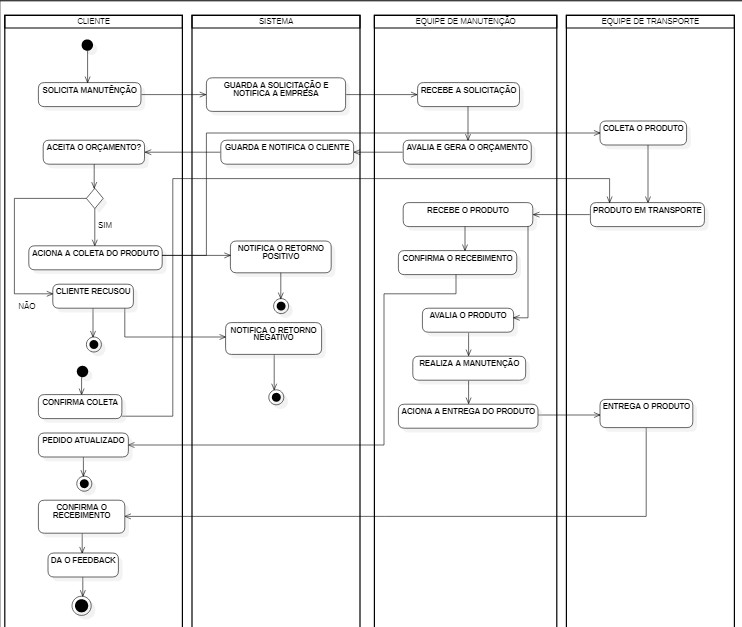 CLIENTE
SISTEMA
EQUIPE DE MANUTENÇÃO
EQUIPE DE TRANSPORTE
SOLICITA MANUTÊNÇÃO
GUARDA A SOLICITAÇÃO E
NOTIFICA A EMPRESA
RECEBE A SOLICITAÇÃO
COLETA O PRODUTO
ACEITA O ORÇAMENTO?
GUARDA E NOTIFICA O CLIENTE
AVALIA E GERA O ORÇAMENTO
SIM
RECEBE O PRODUTO
PRODUTO EM TRANSPORTE
ACIONA A COLETA DO PRODUTO
NOTIFICA O RETORNO
POSITIVO
CONFIRMA O RECEBIMENTO
NÃO
CLIENTE RECUSOU
NOTIFICA O RETORNO
NEGATIVO
AVALIA O PRODUTO
REALIZA A MANUTENÇÃO
CONFIRMA COLETA
ACIONA A ENTREGA DO PRODUTO
ENTREGA O PRODUTO
PEDIDO ATUALIZADO
CONFIRMA O
RECEBIMENTO
DA O FEEDBACK